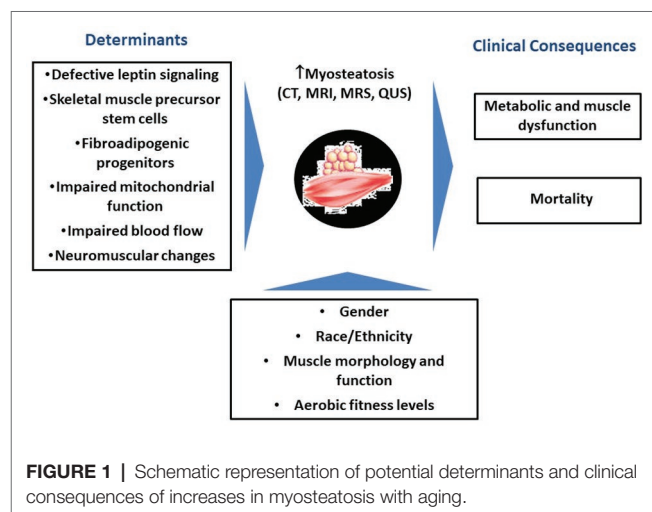 Determinants
•Defective leptin signaling
•Skeletal muscle precursor
stem cells
•Fibroadipogenic
progenitors
•Impaired mitochondrial
function
•Impaired blood flow
•Neuromuscular changes
↑Myosteatosis
(CT, MRI, MRS, QUS)
Clinical Consequences
Metabolic and muscle
dysfunction
Mortality
• Gender
• Race/Ethnicity
• Muscle morphology and
function
• Aerobic fitness levels
FIGURE 1 | Schematic representation of potential determinants and clinical
consequences of increases in myosteatosis with aging.